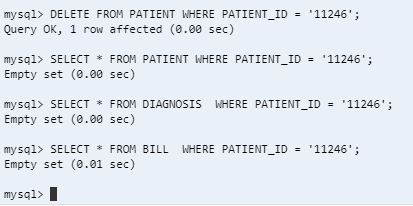 mysql> DELETE FROM PATIENT WHERE PATIENT_ID = '11246';
Query OK, 1 row affected (0.00 sec)
mysql> SELECT * FROM PATIENT WHERE PATIENT_ID = '11246';
Empty set (0.00 sec)
mysql> SELECT * FROM DIAGNOSIS  WHERE PATIENT_ID = '11246';
Empty set (0.00 sec)
mysql> SELECT * FROM BILL  WHERE PATIENT_ID = '11246';
Empty set (0.01 sec)
mysql>